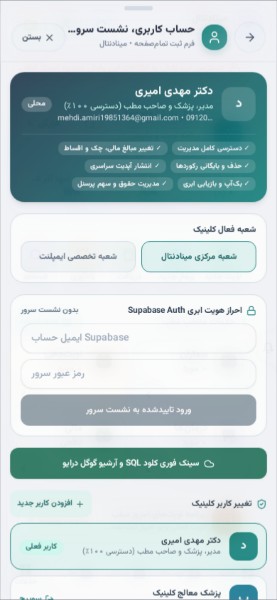 حساب کاربری، نشست سرو...
فرم ثبت تمام‌صفحه • مینادنتال
بستن
دکتر مهدی امیری
مدیر، پزشک و صاحب مطب (دسترسی ۱۰۰٪)
mehdi.amiri19851364@gmail.com • 09120...
محلی
د
✓ دسترسی کامل مدیریت
✓ تغییر مبالغ مالی، چک و اقساط
✓ حذف و بایگانی رکوردها
✓ انتشار آپدیت سراسری
✓ بک‌آپ و بازیابی ابری
✓ مدیریت حقوق و سهم پرسنل
شعبه فعال کلینیک
شعبه مرکزی مینادنتال
شعبه تخصصی ایمپلنت
احراز هویت ابری Supabase Auth
بدون نشست سرور
ایمیل حساب Supabase
رمز عبور سرور
ورود تاییدشده به نشست سرور
سینک فوری کلود SQL و آرشیو گوگل درایو
تغییر کاربر کلینیک
+ افزودن کاربر جدید
د
دکتر مهدی امیری
مدیر، پزشک و صاحب مطب (دسترسی ۱۰۰٪)
کاربر فعلی
پزشک معالج کلینیک